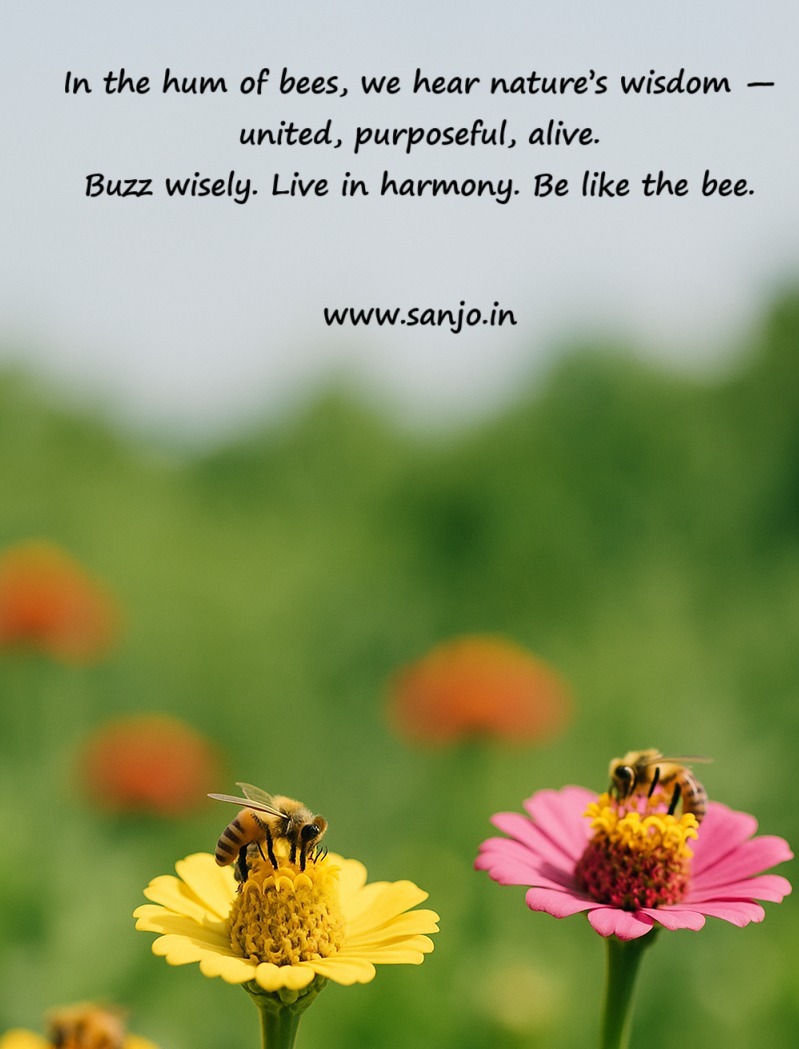 In the hum of bees, we hear nature’s wisdom —
united, purposeful, alive.
Buzz wisely. Live in harmony. Be like the bee.
www.sanjo.in